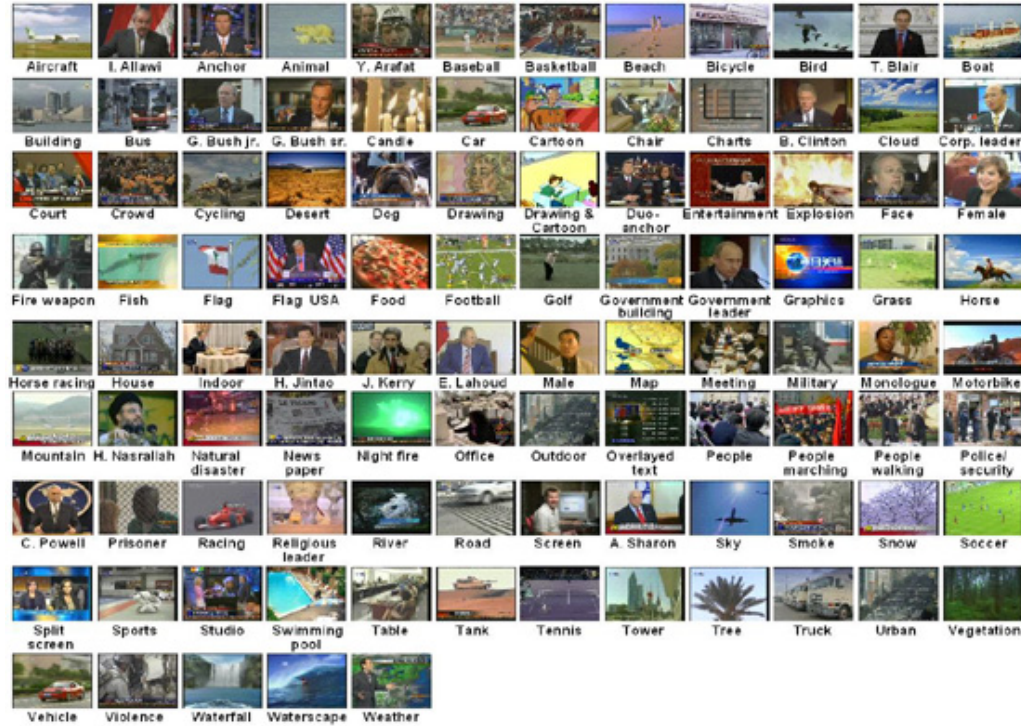 Aircraft I. Allawi Anchor Animal Y. Arafat Baseball Basketball Beach Bicycle Bird T. Blair Boat
Building Bus G. Bush jr. G. Bush sr. Candle Car Cartoon Chair Charts B. Clinton Cloud Corp. leader
Court Crowd Cycling Desert Dog Drawing Drawing & Cartoon Duo-anchor Entertainment Explosion Face Female
Fire weapon Fish Flag Flag USA Food Football Golf Government building Government leader Graphics Grass Horse
Horse racing House Indoor H. Jintao J. Kerry E. Lahoud Male Map Meeting Military Monologue Motorbike
Mountain H. Nasrallah Natural disaster News paper Night fire Office Outdoor Overlayed text People People marching People walking Police/ security
C. Powell Prisoner Racing Religious leader River Road Screen A. Sharon Sky Smoke Snow Soccer
Split screen Sports Studio Swimming pool Table Tank Tennis Tower Tree Truck Urban Vegetation
Vehicle Violence Waterfall Waterscape Weather